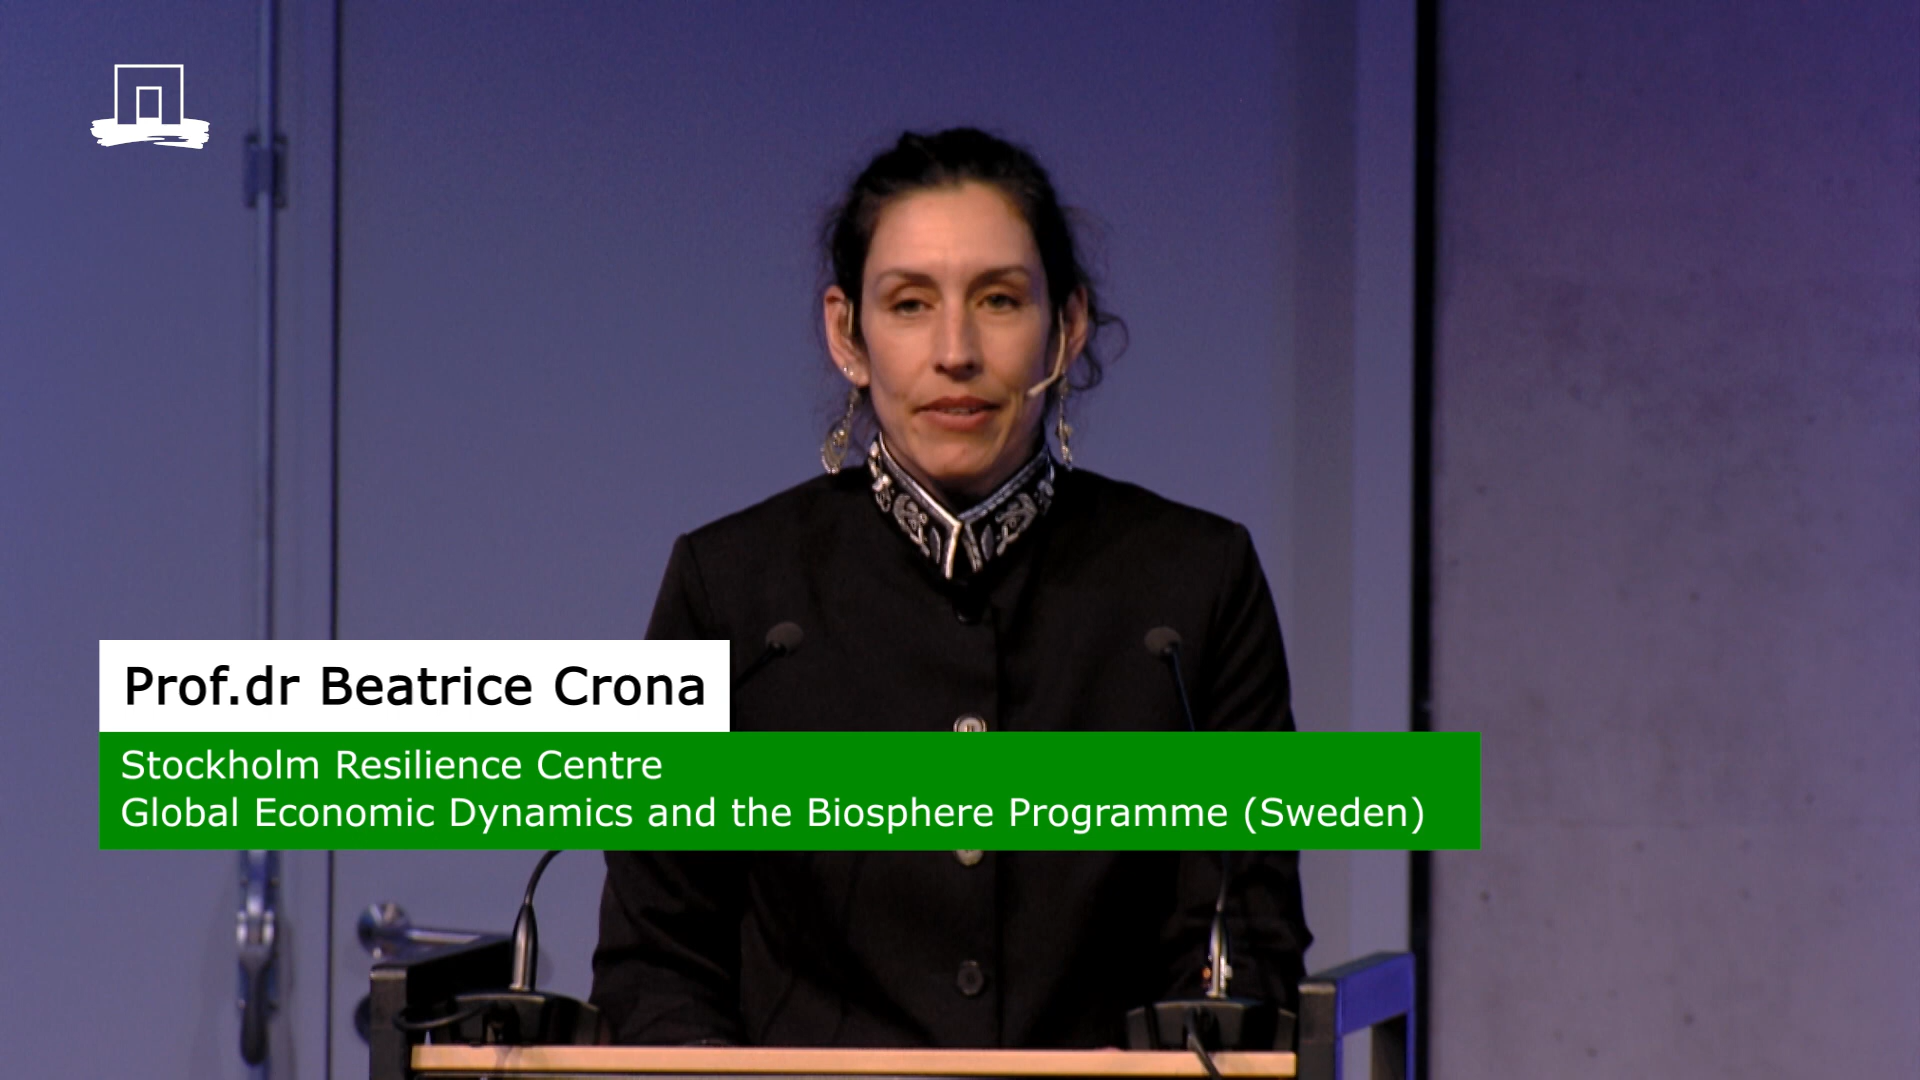 Prof.dr Beatrice Crona
Stockholm Resilience Centre
Global Economic Dynamics and the Biosphere Programme (Sweden)